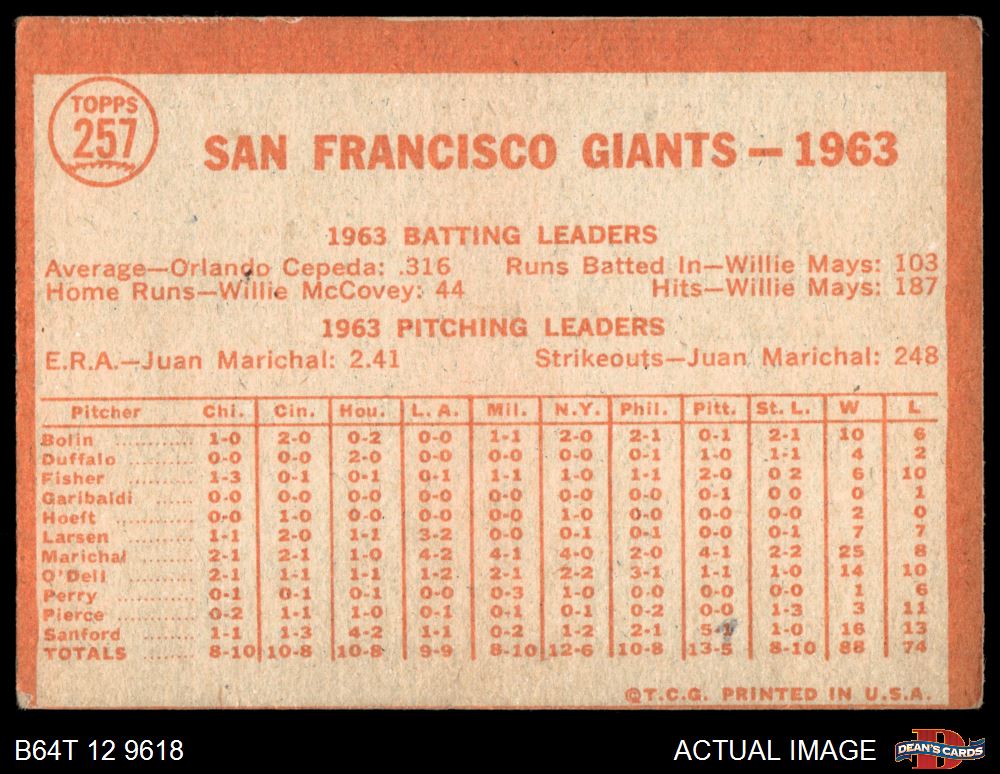 TOPPS
257
SAN FRANCISCO GIANTS — 1963
1963 BATTING LEADERS
Average—Orlando Cepeda: .316 Runs Batted In—Willie Mays: 103
Home Runs—Willie McCovey: 44 Hits—Willie Mays: 187
1963 PITCHING LEADERS
E.R.A.—Juan Marichal: 2.41 Strikeouts—Juan Marichal: 248
Pitcher Chi. Cin. Hou. L.A. Mil. N.Y. Phil. Pitt. St. L. W L
Bolin .......... 1-0 2-0 0-2 0-0 1-1 2-0 2-1 0-1 2-1 10 6
Duffalo .......... 0-0 0-0 2-0 0-0 0-0 0-0 0-1 1-0 1-1 4 2
Fisher .......... 1-3 0-1 0-1 0-1 1-1 1-0 1-1 2-0 0 2 6 10
Garibaldi ...... 0-0 0-0 0-0 0-0 0-0 0-0 0-0 0-1 0 0 0 1
Hoeft .......... 0-0 1-0 0-0 0-0 0-0 1-0 0-0 0-0 0-0 2 0
Larsen .......... 1-1 2-0 1-1 3-2 0-0 0-1 0-1 0-0 0-1 7 7
Marichal ...... 2-1 2-1 1-0 4-2 4-1 4-0 2-0 4-1 2-2 25 8
O'Dell .......... 2-1 1-1 1-1 1-2 2-1 2-2 3-1 1-1 1-0 14 10
Perry .......... 0-1 0-1 0-1 0-0 0-3 1-0 0-0 0-0 0-0 1 6
Pierce .......... 0-2 1-1 1-0 0-1 0-1 0-1 0-2 0-0 1-3 3 11
Sanford ........ 1-1 1-3 4-2 1-1 0-2 1-2 2-1 5-1 1-0 16 13
TOTALS ........ 8-10 10-8 10-8 9-9 8-10 12-6 10-8 13-5 8-10 88 74
©T.C.G. PRINTED IN U.S.A.
B64T 12 9618 ACTUAL IMAGE DEAN'S CARDS